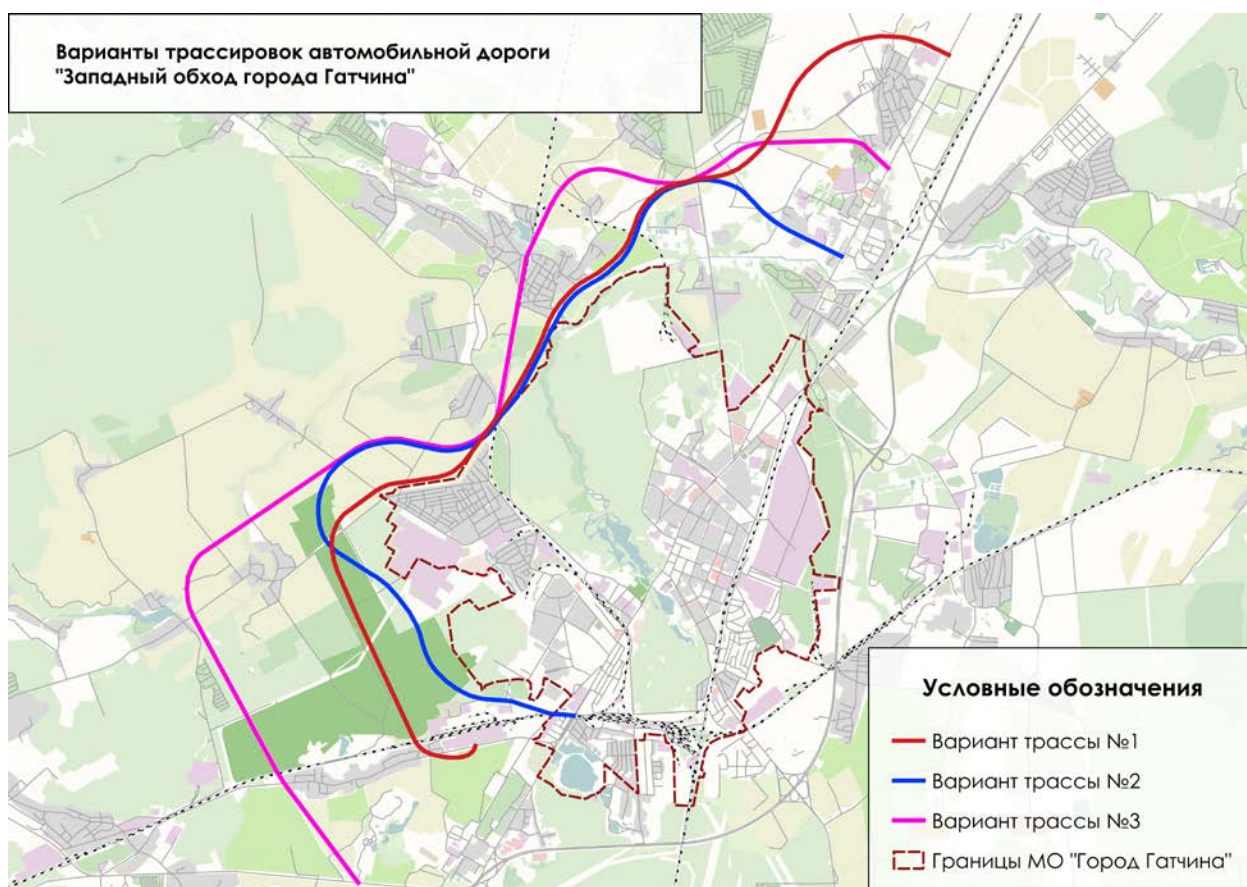 Варианты трассировок автомобильной дороги
"Западный обход города Гатчина"
Условные обозначения
Вариант трассы №1
Вариант трассы №2
Вариант трассы №3
Границы МО "Город Гатчина"